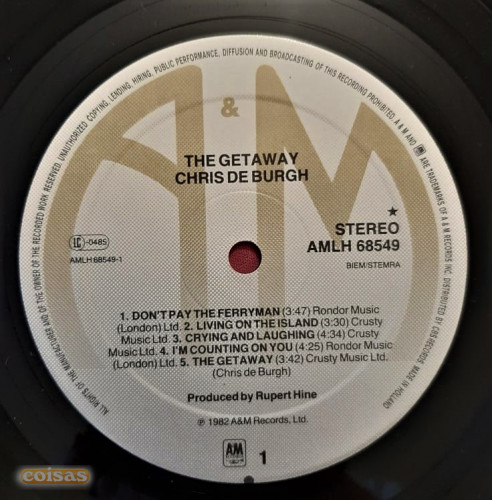 ALL RIGHTS OF THE MANUFACTURER AND OF THE OWNER OF THE RECORDED WORK RESERVED. UNAUTHORIZED COPYING, LENDING, HIRING, PUBLIC PERFORMANCE, DIFFUSION AND BROADCASTING OF THIS RECORDING PROHIBITED. A&M AND ARE TRADEMARKS OF A&M RECORDS INC. DISTRIBUTED BY CBS RECORDS. MADE IN HOLLAND
A&M
THE GETAWAY
CHRIS DE BURGH
★
STEREO
AMLH 68549
BIEM/STEMRA
LC-0485
AMLH 68549-1
1. DON'T PAY THE FERRYMAN (3:47) Rondor Music
(London) Ltd. 2. LIVING ON THE ISLAND (3:30) Crusty
Music Ltd. 3. CRYING AND LAUGHING (4:34) Crusty
Music Ltd. 4. I'M COUNTING ON YOU (4:25) Rondor Music
(London) Ltd. 5. THE GETAWAY (3:42) Crusty Music Ltd.
(Chris de Burgh)
Produced by Rupert Hine
℗ 1982 A&M Records, Ltd.
A&M
1
coisas